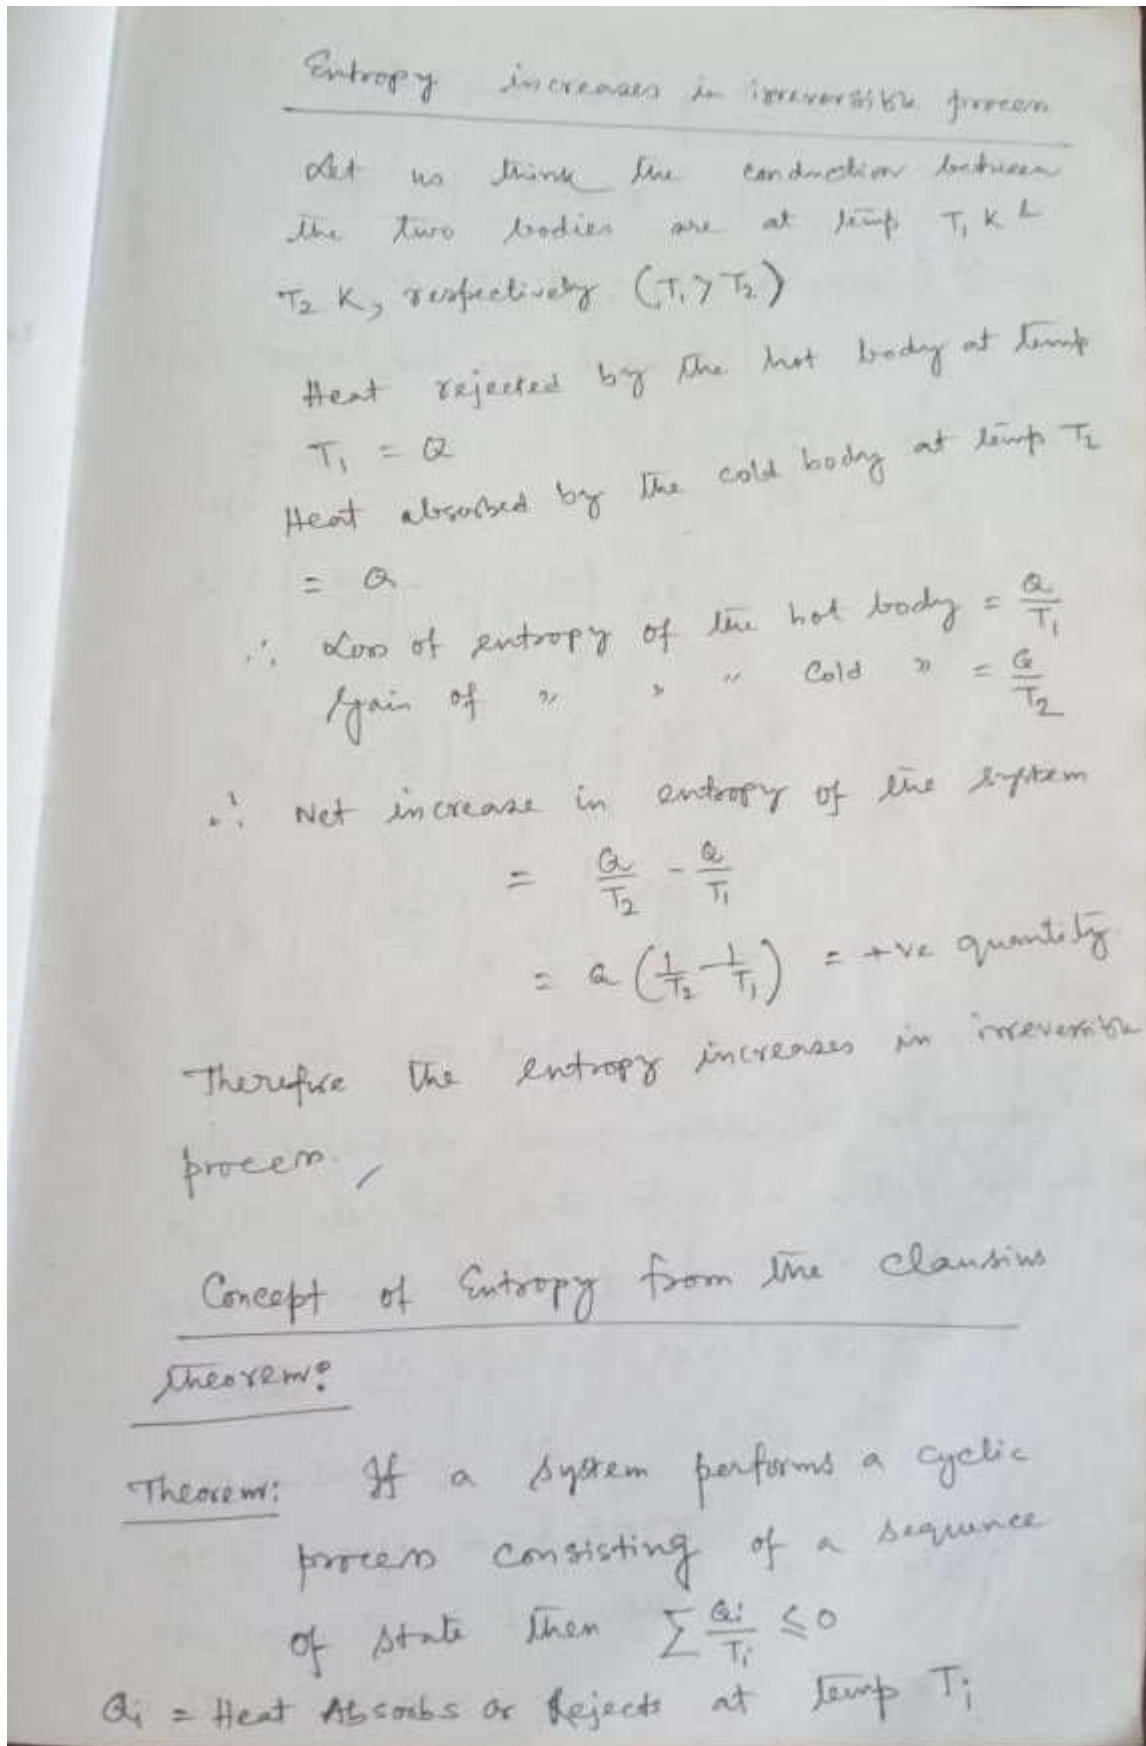 Entropy increases in irreversible process
Let us think the conduction between
the two bodies are at temp T₁ K &
T₂ K, respectively (T₁ > T₂)
Heat rejected by the hot body at temp
T₁ = Q
Heat absorbed by the cold body at temp T₂
= Q
∴ Loss of entropy of the hot body = Q/T₁
Gain of " " " Cold " = Q/T₂
∴ Net increase in entropy of the system
= Q/T₂ - Q/T₁
= Q (1/T₂ - 1/T₁) = +ve quantity
Therefore the entropy increases in irreversible
process
Concept of Entropy from the Clausius
theorem:
Theorem: If a system performs a cyclic
process consisting of a sequence
of state then Σ Qi/Ti ≤ 0
Qi = Heat Absorbs or Rejects at temp Ti